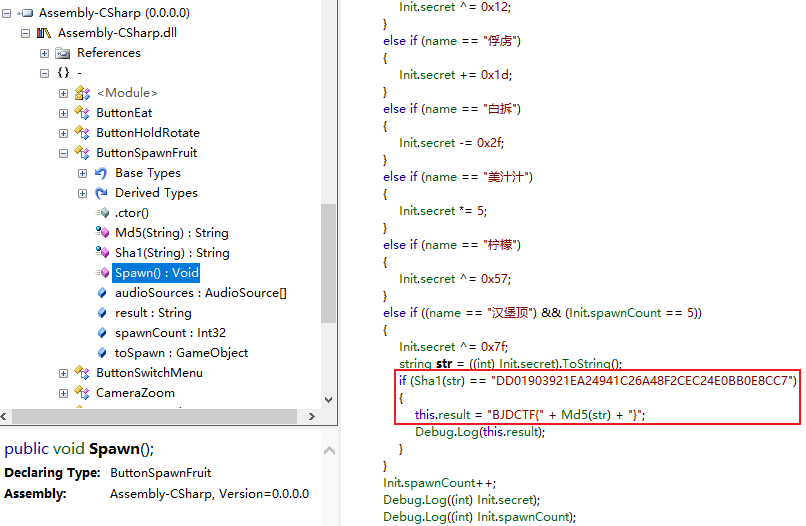 Assembly-CSharp (0.0.0.0)
Assembly-CSharp.dll
References
{} -
<Module>
ButtonEat
ButtonHoldRotate
ButtonSpawnFruit
Base Types
Derived Types
.ctor()
Md5(String) : String
Sha1(String) : String
Spawn() : Void
audioSources : AudioSource[]
result : String
spawnCount : Int32
toSpawn : GameObject
ButtonSwitchMenu
CameraZoom
public void Spawn();
Declaring Type: ButtonSpawnFruit
Assembly: Assembly-CSharp, Version=0.0.0.0
Init.secret ^= 0x12;
}
else if (name == "俘虏")
{
Init.secret += 0x1d;
}
else if (name == "白拆")
{
Init.secret -= 0x2f;
}
else if (name == "美汁汁")
{
Init.secret *= 5;
}
else if (name == "柠檬")
{
Init.secret ^= 0x57;
}
else if ((name == "汉堡顶") && (Init.spawnCount == 5))
{
Init.secret ^= 0x7f;
string str = ((int) Init.secret).ToString();
if (Sha1(str) == "DD01903921EA24941C26A48F2CEC24E0BB0E8CC7")
{
this.result = "BJDCTF{" + Md5(str) + "}";
Debug.Log(this.result);
}
}
Init.spawnCount++;
Debug.Log((int) Init.secret);
Debug.Log((int) Init.spawnCount);